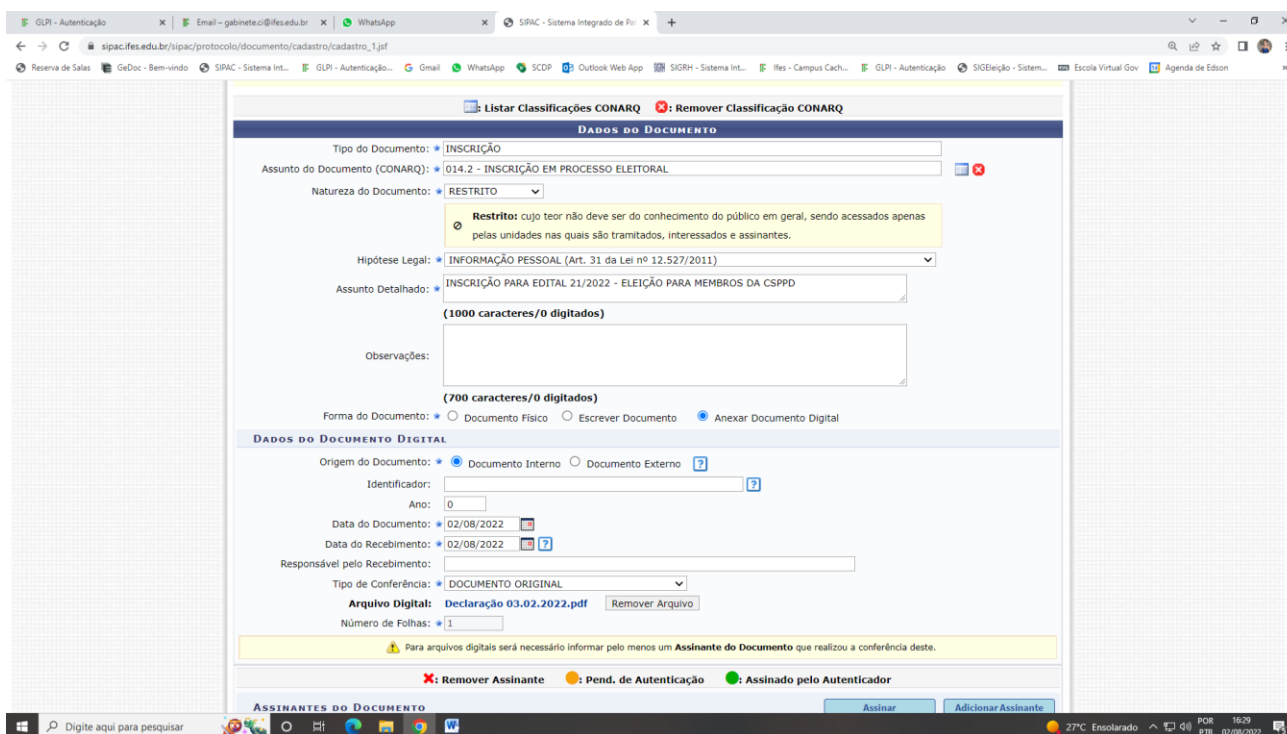 GLPI - Autenticação
Email – gabinete.ci@ifes.edu.br
WhatsApp
SIPAC - Sistema Integrado de Pat
sipac.ifes.edu.br/sipac/protocolo/documento/cadastro/cadastro_1.jsf
Reserva de Salas GeDoc - Bem-vindo SIPAC - Sistema Int... GLPI - Autenticação... Gmail WhatsApp SCDP Outlook Web App SIGRH - Sistema Int... Ifes - Campus Cach... GLPI - Autenticação SIGEleição - Sistem... Escola Virtual Gov Agenda de Edson »
: Listar Classificações CONARQ : Remover Classificação CONARQ
DADOS DO DOCUMENTO
Tipo do Documento: INSCRIÇÃO
Assunto do Documento (CONARQ): 014.2 - INSCRIÇÃO EM PROCESSO ELEITORAL
Natureza do Documento: RESTRITO
Restrito: cujo teor não deve ser do conhecimento do público em geral, sendo acessados apenas
pelas unidades nas quais são tramitados, interessados e assinantes.
Hipótese Legal: INFORMAÇÃO PESSOAL (Art. 31 da Lei nº 12.527/2011)
Assunto Detalhado: INSCRIÇÃO PARA EDITAL 21/2022 - ELEIÇÃO PARA MEMBROS DA CSPPD
(1000 caracteres/0 digitados)
Observações:
(700 caracteres/0 digitados)
Forma do Documento: Documento Físico Escrever Documento Anexar Documento Digital
DADOS DO DOCUMENTO DIGITAL
Origem do Documento: Documento Interno Documento Externo ?
Identificador: ?
Ano: 0
Data do Documento: 02/08/2022
Data do Recebimento: 02/08/2022 ?
Responsável pelo Recebimento:
Tipo de Conferência: DOCUMENTO ORIGINAL
Arquivo Digital: Declaração 03.02.2022.pdf Remover Arquivo
Número de Folhas: 1
Para arquivos digitais será necessário informar pelo menos um Assinante do Documento que realizou a conferência deste.
: Remover Assinante : Pend. de Autenticação : Assinado pelo Autenticador
ASSINANTES DO DOCUMENTO Assinar Adicionar Assinante
Digite aqui para pesquisar
27°C Ensolarado
POR
PTB
16:29
02/08/2022